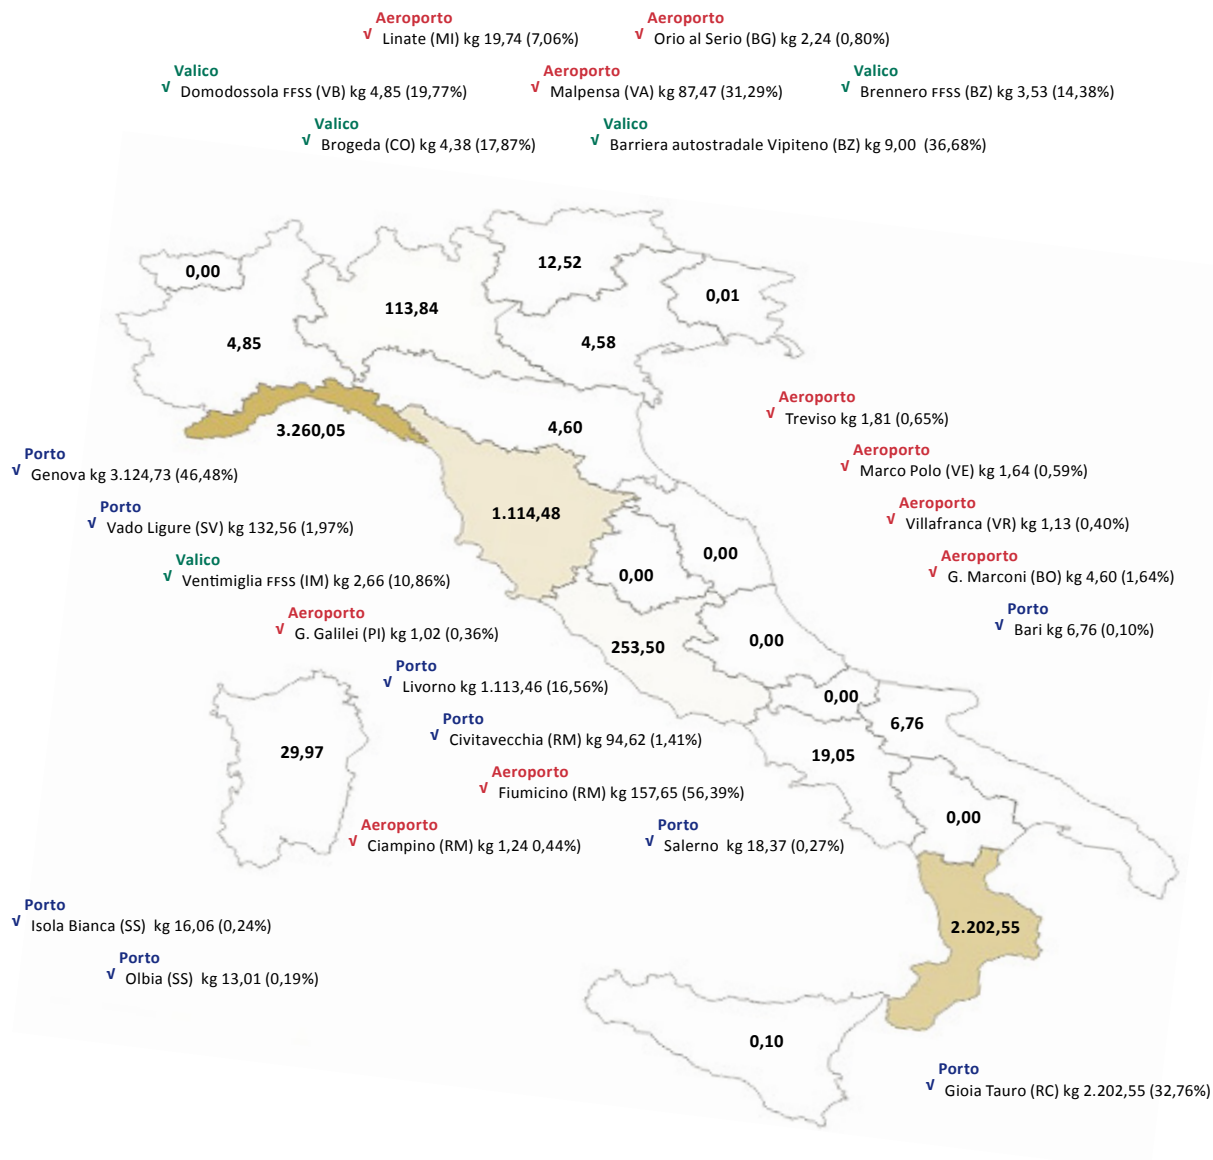 Aeroporto
√ Linate (MI) kg 19,74 (7,06%)
Aeroporto
√ Orio al Serio (BG) kg 2,24 (0,80%)
Valico
√ Domodossola FFSS (VB) kg 4,85 (19,77%)
Aeroporto
√ Malpensa (VA) kg 87,47 (31,29%)
Valico
√ Brennero FFSS (BZ) kg 3,53 (14,38%)
Valico
√ Brogeda (CO) kg 4,38 (17,87%)
Valico
√ Barriera autostradale Vipiteno (BZ) kg 9,00 (36,68%)
0,00
12,52
0,01
113,84
4,85
4,58
3.260,05
4,60
Aeroporto
√ Treviso kg 1,81 (0,65%)
Porto
√ Genova kg 3.124,73 (46,48%)
Aeroporto
√ Marco Polo (VE) kg 1,64 (0,59%)
Porto
√ Vado Ligure (SV) kg 132,56 (1,97%)
1.114,48
Aeroporto
√ Villafranca (VR) kg 1,13 (0,40%)
Valico
√ Ventimiglia FFSS (IM) kg 2,66 (10,86%)
0,00
0,00
Aeroporto
√ G. Marconi (BO) kg 4,60 (1,64%)
Aeroporto
√ G. Galilei (PI) kg 1,02 (0,36%)
253,50
0,00
Porto
√ Bari kg 6,76 (0,10%)
Porto
√ Livorno kg 1.113,46 (16,56%)
0,00
6,76
Porto
√ Civitavecchia (RM) kg 94,62 (1,41%)
29,97
19,05
Aeroporto
√ Fiumicino (RM) kg 157,65 (56,39%)
0,00
Aeroporto
√ Ciampino (RM) kg 1,24 0,44%)
Porto
√ Salerno kg 18,37 (0,27%)
Porto
√ Isola Bianca (SS) kg 16,06 (0,24%)
2.202,55
Porto
√ Olbia (SS) kg 13,01 (0,19%)
0,10
Porto
√ Gioia Tauro (RC) kg 2.202,55 (32,76%)